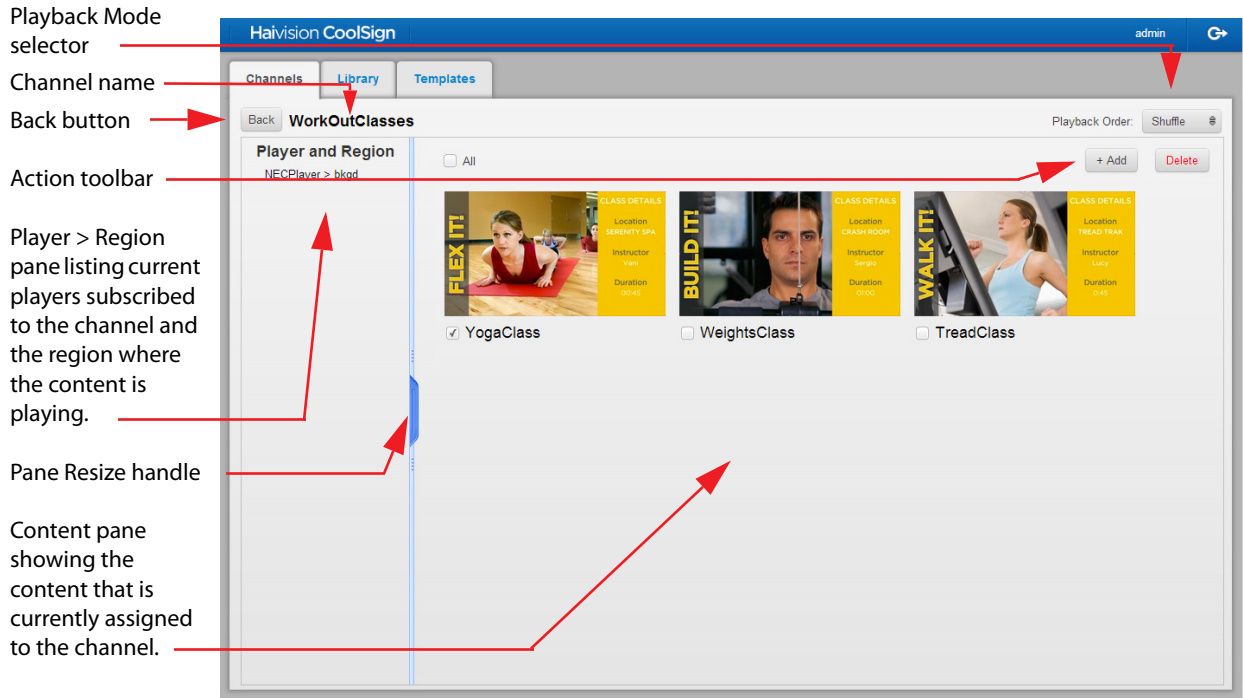 Playback Mode
selector
Channel name
Back button
Action toolbar
Player > Region
pane listing current
players subscribed
to the channel and
the region where
the content is
playing.
Pane Resize handle
Content pane
showing the
content that is
currently assigned
to the channel.
Haivision CoolSign
admin
Channels
Library
Templates
Back
WorkOutClasses
Playback Order:
Shuffle
Player and Region
NECPlayer > bkgd
All
+ Add
Delete
FLEX IT!
CLASS DETAILS
Location
SERENITY SPA
Instructor
Vani
Duration
00:45
YogaClass
BUILD IT!
CLASS DETAILS
Location
CRASH ROOM
Instructor
Sergio
Duration
01:00
WeightsClass
WALK IT!
CLASS DETAILS
Location
TREAD TRAK
Instructor
Lucy
Duration
0:45
TreadClass